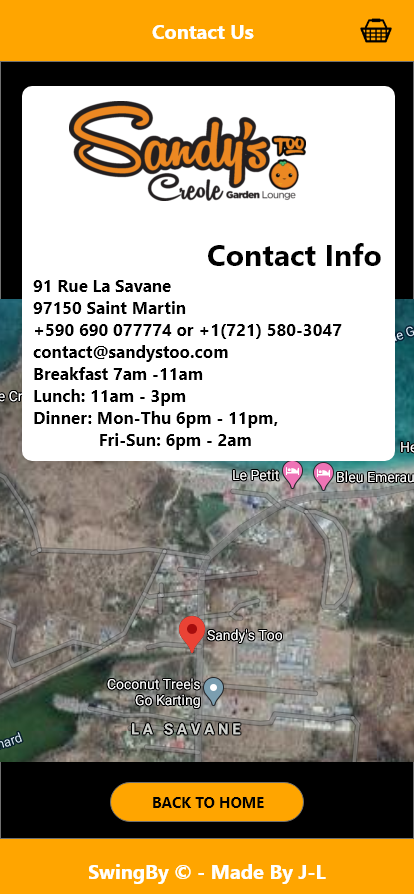 Contact Us
Sandy's Too
Creole Garden Lounge
Contact Info
91 Rue La Savane
97150 Saint Martin
+590 690 077774 or +1(721) 580-3047
contact@sandystoo.com
Breakfast 7am -11am
Lunch: 11am - 3pm
Dinner: Mon-Thu 6pm - 11pm,
Fri-Sun: 6pm - 2am
Le Petit
Bleu Emerau
Sandy's Too
Coconut Tree's
Go Karting
LA SAVANE
BACK TO HOME
SwingBy © - Made By J-L